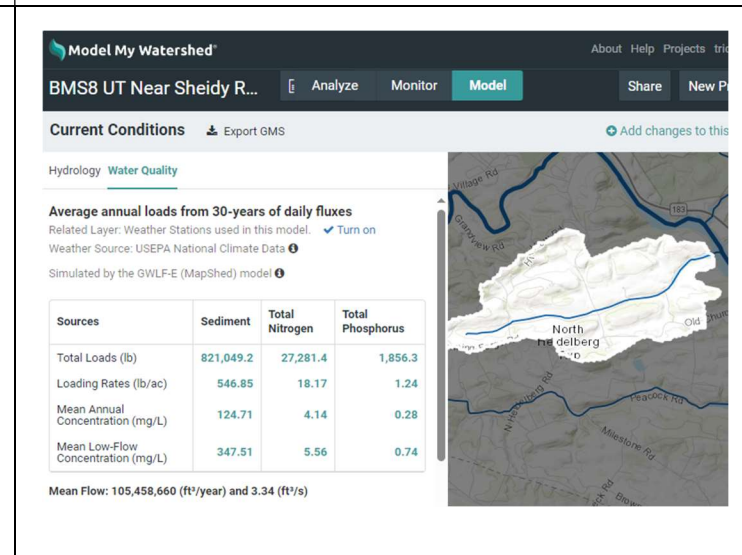 Model My Watershed®
About Help Projects
BMS8 UT Near Sheidy R...
Analyze Monitor Model Share New
Current Conditions Export GMS Add changes to this
Hydrology Water Quality
Average annual loads from 30-years of daily fluxes
Related Layer: Weather Stations used in this model. Turn on
Weather Source: USEPA National Climate Data
Simulated by the GWLF-E (MapShed) model
Sources Sediment Total Nitrogen Total Phosphorus
Total Loads (lb) 821,049.2 27,281.4 1,856.3
Loading Rates (lb/ac) 546.85 18.17 1.24
Mean Annual Concentration (mg/L) 124.71 4.14 0.28
Mean Low-Flow Concentration (mg/L) 347.51 5.56 0.74
Mean Flow: 105,458,660 (ft³/year) and 3.34 (ft³/s)
Village Rd
183
Grandview Rd
Old
North
Heidelberg
Twp
Peacock Rd
N Heidelberg Rd
Milestone Rd